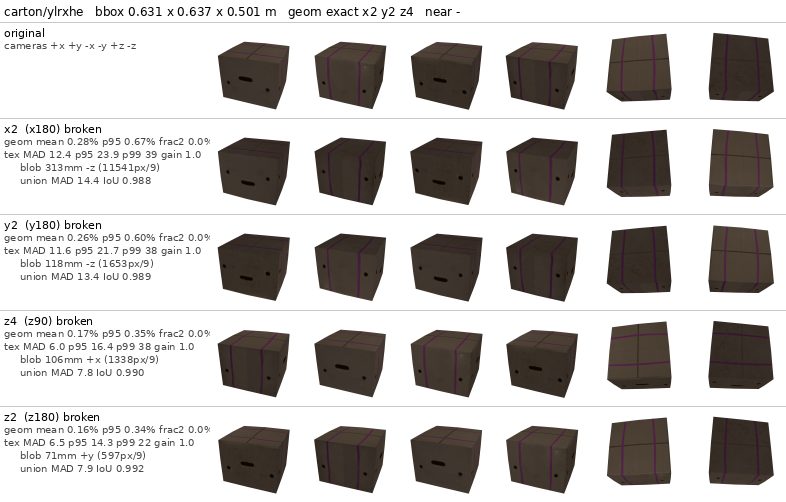 carton/ylrxhe bbox 0.631 x 0.637 x 0.501 m geom exact x2 y2 z4 near -
original
cameras +x +y -x -y +z -z
x2 (x180) broken
geom mean 0.28% p95 0.67% frac2 0.0%
tex MAD 12.4 p95 23.9 p99 39 gain 1.0
blob 313mm -z (11541px/9)
union MAD 14.4 IoU 0.988
y2 (y180) broken
geom mean 0.26% p95 0.60% frac2 0.0%
tex MAD 11.6 p95 21.7 p99 38 gain 1.0
blob 118mm -z (1653px/9)
union MAD 13.4 IoU 0.989
z4 (z90) broken
geom mean 0.17% p95 0.35% frac2 0.0%
tex MAD 6.0 p95 16.4 p99 38 gain 1.0
blob 106mm +x (1338px/9)
union MAD 7.8 IoU 0.990
z2 (z180) broken
geom mean 0.16% p95 0.34% frac2 0.0%
tex MAD 6.5 p95 14.3 p99 22 gain 1.0
blob 71mm +y (597px/9)
union MAD 7.9 IoU 0.992